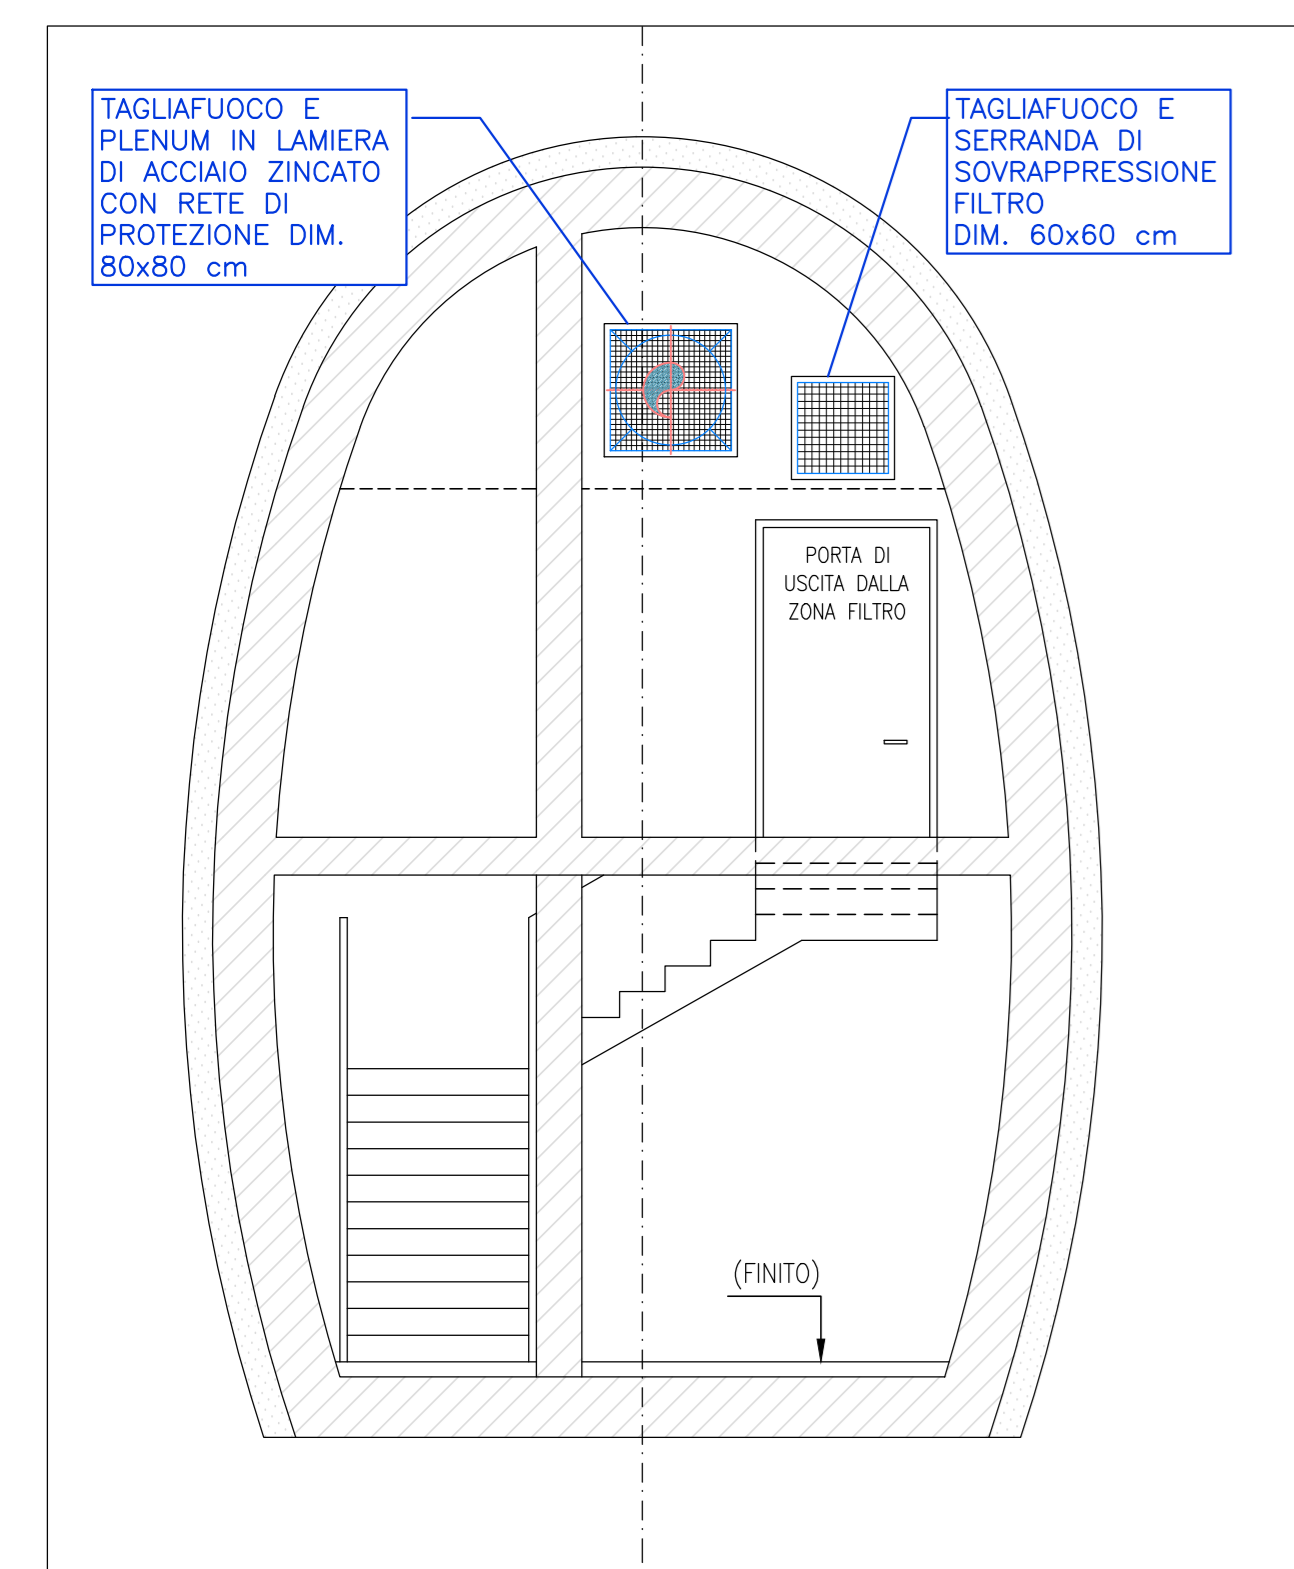 TAGLIAFUOCO E
PLENUM IN LAMIERA
DI ACCIAIO ZINCATO
CON RETE DI
PROTEZIONE DIM.
80x80 cm
TAGLIAFUOCO E
SERRANDA DI
SOVRAPPRESSIONE
FILTRO
DIM. 60x60 cm
PORTA DI
USCITA DALLA
ZONA FILTRO
(FINITO)